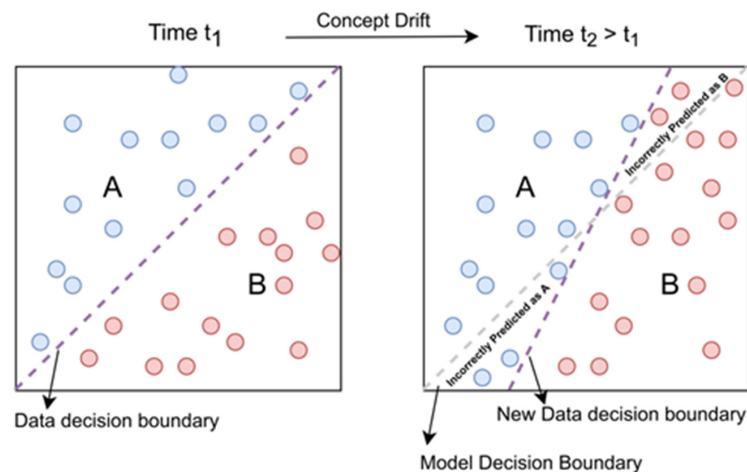 Time t1
Concept Drift
Time t2 > t1
A
B
Data decision boundary
A
B
Incorrectly Predicted as B
Incorrectly Predicted as A
New Data decision boundary
Model Decision Boundary